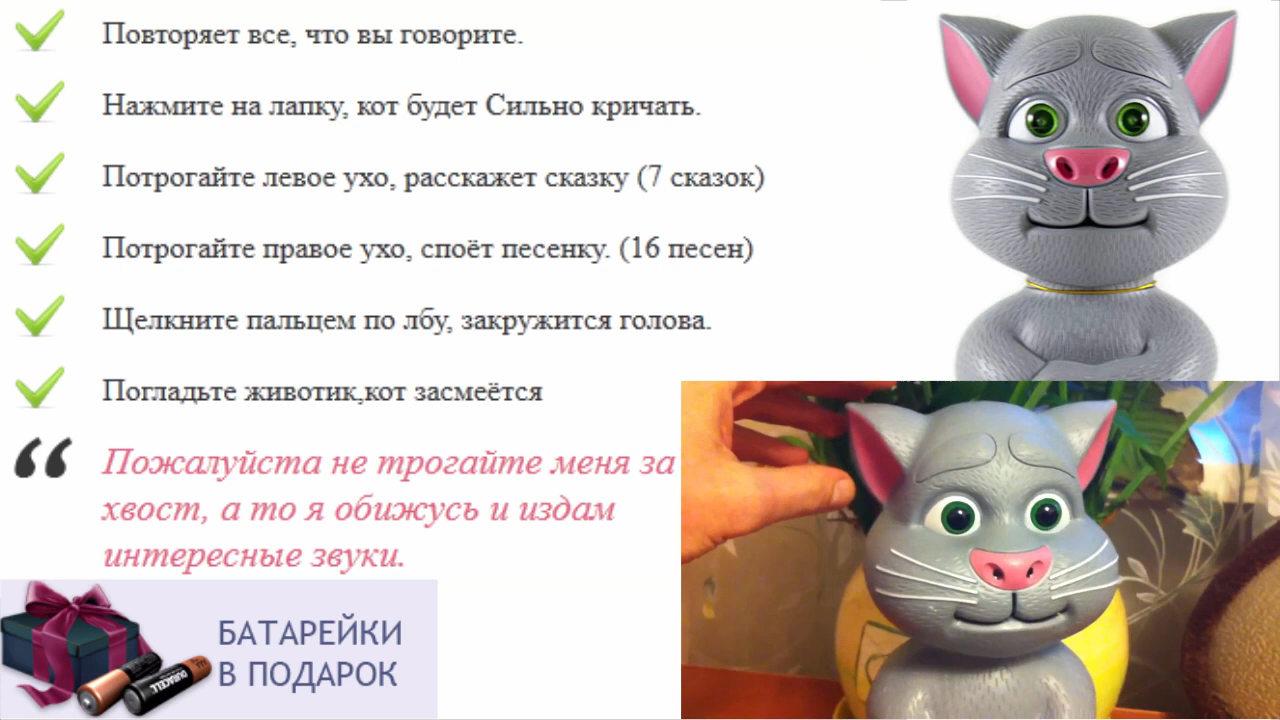 Повторяет все, что вы говорите.
Нажмите на лапку, кот будет Сильно кричать.
Потрогайте левое ухо, расскажет сказку (7 сказок)
Потрогайте правое ухо, споёт песенку. (16 песен)
Щелкните пальцем по лбу, закружится голова.
Погладьте животик,кот засмеётся
“ Пожалуйста не трогайте меня за
хвост, а то я обижусь и издам
интересные звуки.
БАТАРЕЙКИ
В ПОДАРОК
DURACELL